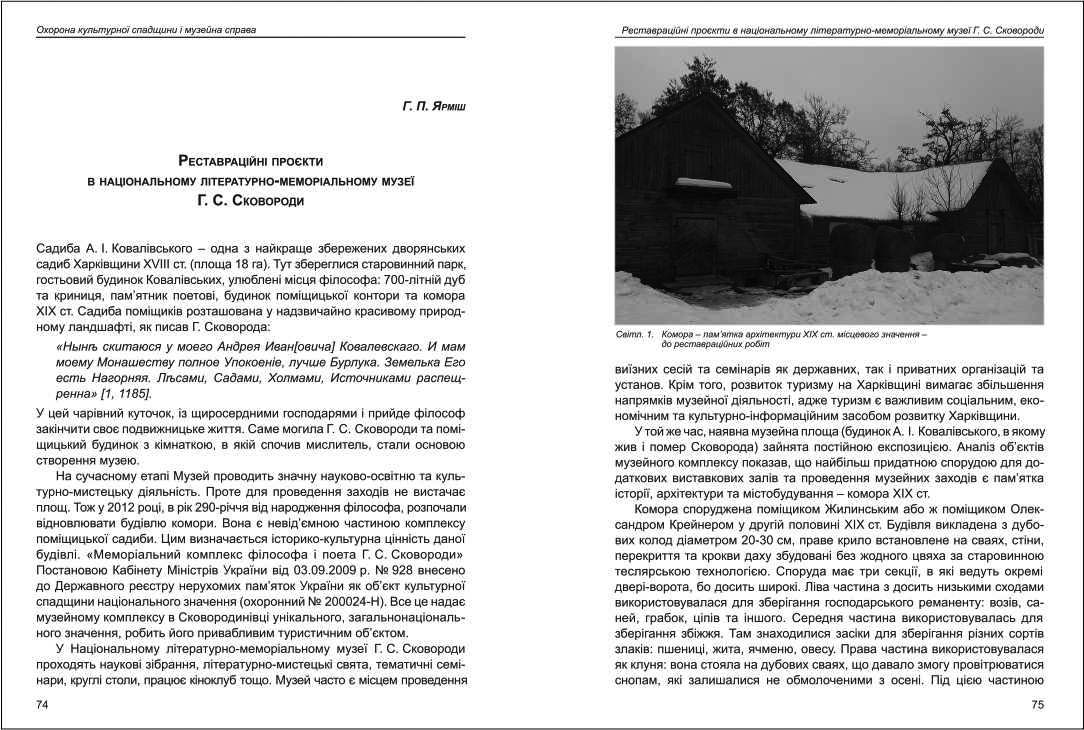 Охорона культурної спадщини і музейна справа
Г. П. Ярміш
Реставраційні проєкти
в національному літературно-меморіальному музеї
Г. С. Сковороди
Садиба А. І. Ковалівського – одна з найкраще збережених дворянських
садиб Харківщини XVIII ст. (площа 18 га). Тут збереглися старовинний парк,
гостьовий будинок Ковалівських, улюблені місця філософа: 700-літній дуб
та криниця, пам’ятник поетові, будинок поміщицької контори та комора
XIX ст. Садиба поміщиків розташована у надзвичайно красивому природ-
ному ландшафті, як писав Г. Сковорода:
«Нынѣ скитаюся у моего Андрея Иван[овича] Ковалевскаго. И мам
моему Монашеству полное Упокоеніе, лучше Бурлука. Земелька Его
есть Нагорняя. Лѣсами, Садами, Холмами, Источниками распещ-
ренна» [1, 1185].
У цей чарівний куточок, із щиросердними господарями і прийде філософ
закінчити своє подвижницьке життя. Саме могила Г. С. Сковороди та помі-
щицький будинок з кімнаткою, в якій спочив мислитель, стали основою
створення музею.
На сучасному етапі Музей проводить значну науково-освітню та куль-
турно-мистецьку діяльність. Проте для проведення заходів не вистачає
площ. Тож у 2012 році, в рік 290-річчя від народження філософа, розпочали
відновлювати будівлю комори. Вона є невід’ємною частиною комплексу
поміщицької садиби. Цим визначається історико-культурна цінність даної
будівлі. «Меморіальний комплекс філософа і поета Г. С. Сковороди»
Постановою Кабінету Міністрів України від 03.09.2009 р. № 928 внесено
до Державного реєстру нерухомих пам’яток України як об’єкт культурної
спадщини національного значення (охоронний № 200024-Н). Все це надає
музейному комплексу в Сковородинівці унікального, загальнонаціональ-
ного значення, робить його привабливим туристичним об’єктом.
У Національному літературно-меморіальному музеї Г. С. Сковороди
проходять наукові зібрання, літературно-мистецькі свята, тематичні семі-
нари, круглі столи, працює кіноклуб тощо. Музей часто є місцем проведення
74
Реставраційні проєкти в національному літературно-меморіальному музеї Г. С. Сковороди
Світл. 1. Комора – пам’ятка архітектури XIX ст. місцевого значення –
до реставраційних робіт
виїзних сесій та семінарів як державних, так і приватних організацій та
установ. Крім того, розвиток туризму на Харківщині вимагає збільшення
напрямків музейної діяльності, адже туризм є важливим соціальним, еко-
номічним та культурно-інформаційним засобом розвитку Харківщини.
У той же час, наявна музейна площа (будинок А. І. Ковалівського, в якому
жив і помер Сковорода) зайнята постійною експозицією. Аналіз об’єктів
музейного комплексу показав, що найбільш придатною спорудою для до-
даткових виставкових залів та проведення музейних заходів є пам’ятка
історії, архітектури та містобудування – комора XIX ст.
Комора споруджена поміщиком Жилинським або ж поміщиком Олек-
сандром Крейнером у другій половині XIX ст. Будівля викладена з дубо-
вих колод діаметром 20-30 см, праве крило встановлене на сваях, стіни,
перекриття та крокви даху збудовані без жодного цвяха за старовинною
теслярською технологією. Споруда має три секції, в які ведуть окремі
двері-ворота, бо досить широкі. Ліва частина з досить низькими сходами
використовувалася для зберігання господарського реманенту: возів, са-
ней, грабок, ціпів та іншого. Середня частина використовувалась для
зберігання збіжжя. Там знаходилися засіки для зберігання різних сортів
злаків: пшениці, жита, ячменю, овесу. Права частина використовувалася
як клуня: вона стояла на дубових сваях, що давало змогу провітрюватися
снопам, які залишалися не обмолоченими з осені. Під цією частиною
75